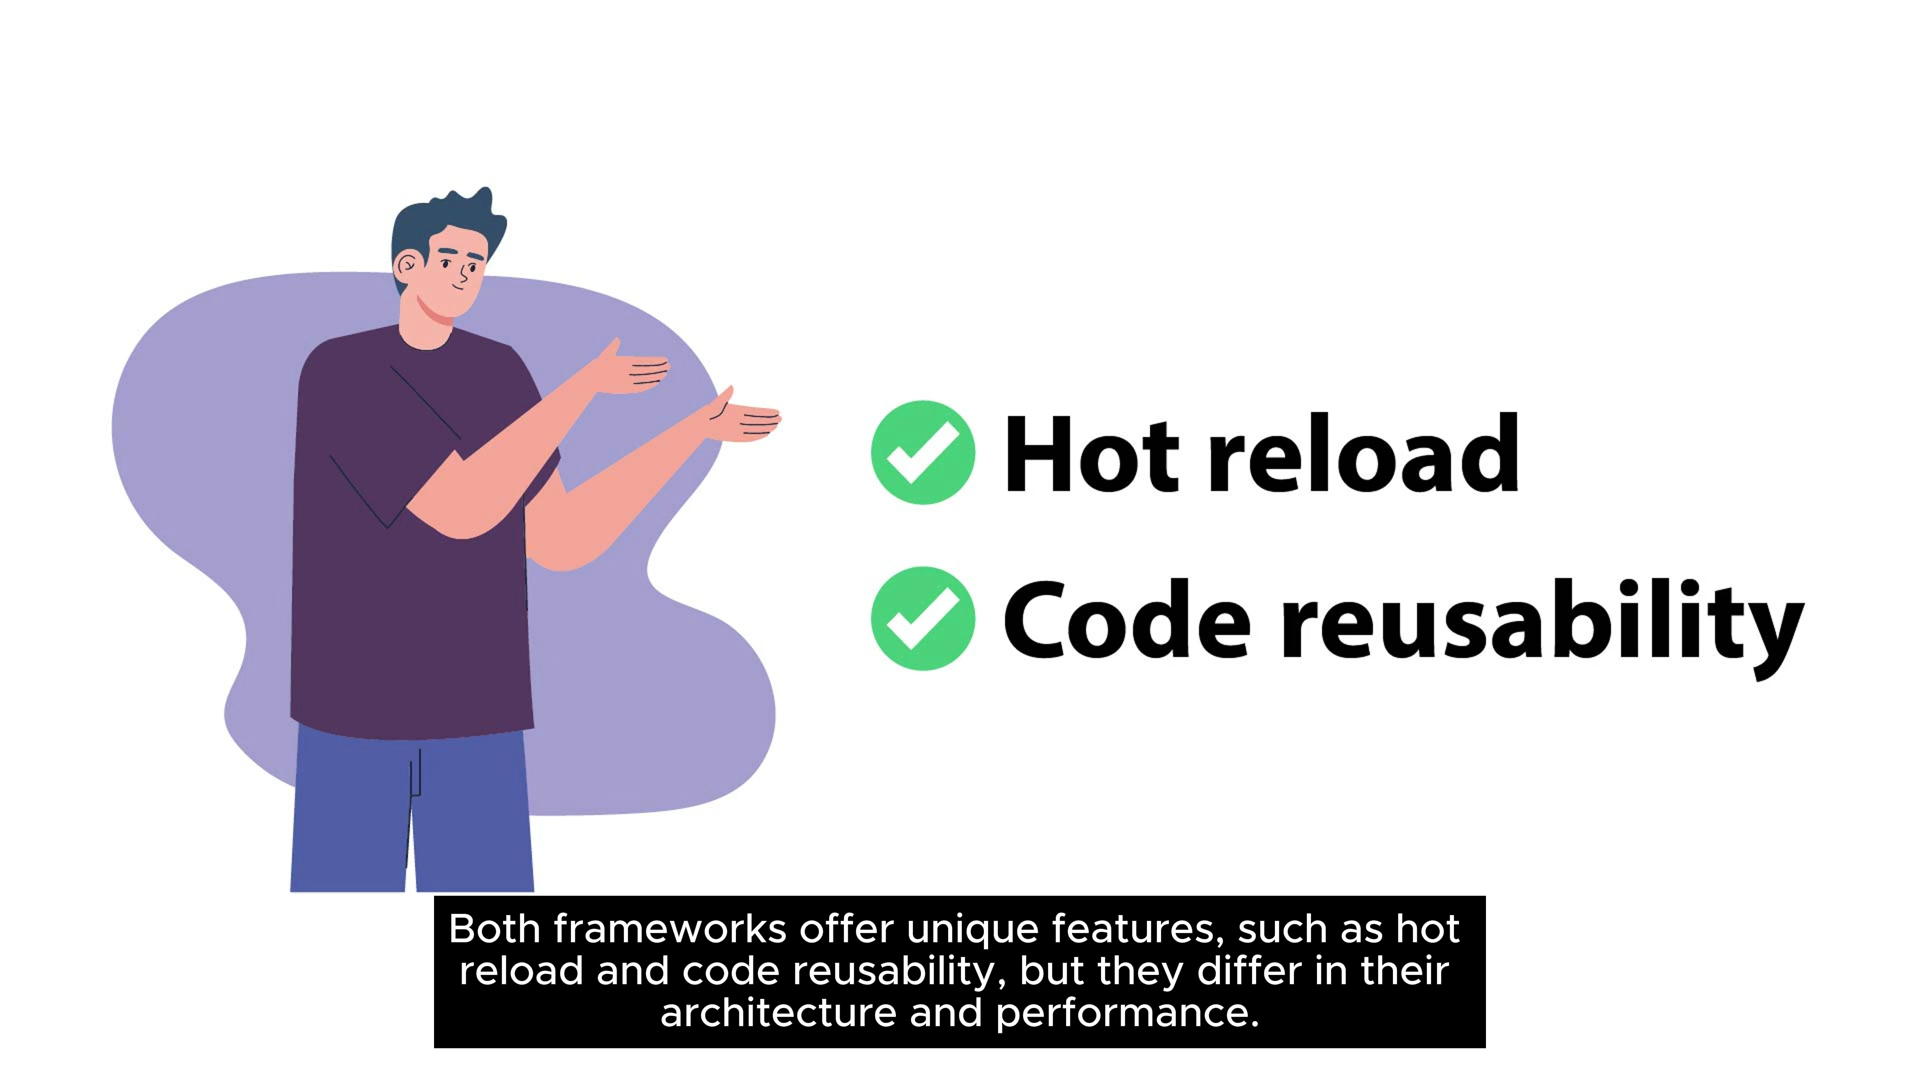 Hot reload
Code reusability
Both frameworks offer unique features, such as hot
reload and code reusability, but they differ in their
architecture and performance.